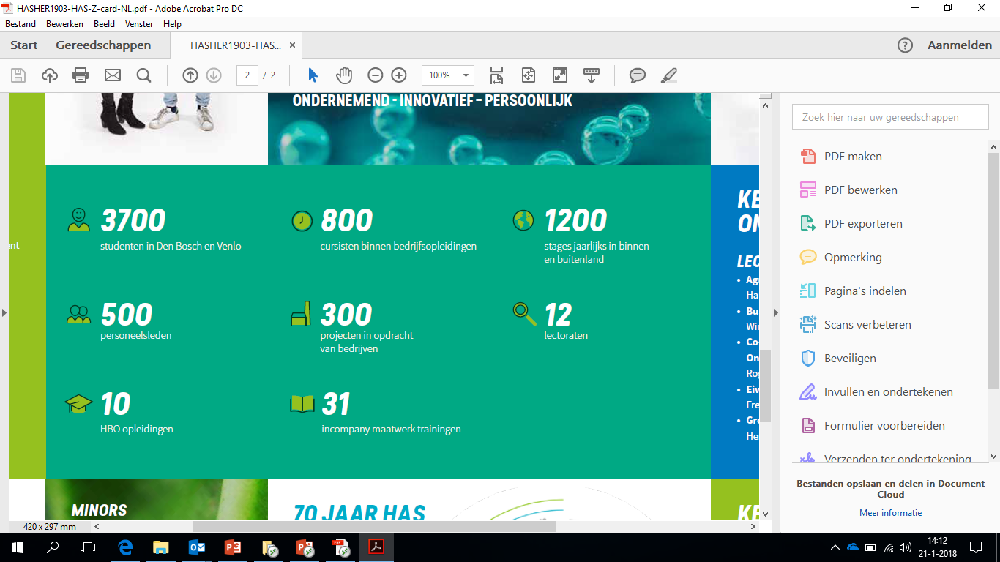 HASHER1903-HAS-Z-card-NL.pdf - Adobe Acrobat Pro DC
Bestand Bewerken Beeld Venster Help
Start Gereedschappen HASHER1903-HAS... × Aanmelden
2 / 2 100%
ONDERNEMEND - INNOVATIEF - PERSOONLIJK
3700
studenten in Den Bosch en Venlo
800
cursisten binnen bedrijfsopleidingen
1200
stages jaarlijks in binnen-
en buitenland
500
personeelsleden
300
projecten in opdracht
van bedrijven
12
lectoraten
10
HBO opleidingen
31
incompany maatwerk trainingen
ent
KE
ON
LEC
• Agr
Ha
• Bu
Wir
• Co-
On
Rog
• Eiw
Fre
• Gro
He
MINORS
70 JAAR HAS
KE
420 x 297 mm
Zoek hier naar uw gereedschappen
PDF maken
PDF bewerken
PDF exporteren
Opmerking
Pagina's indelen
Scans verbeteren
Beveiligen
Invullen en ondertekenen
Formulier voorbereiden
Verzenden ter ondertekening
Bestanden opslaan en delen in Document
Cloud
Meer informatie
14:12
21-1-2018